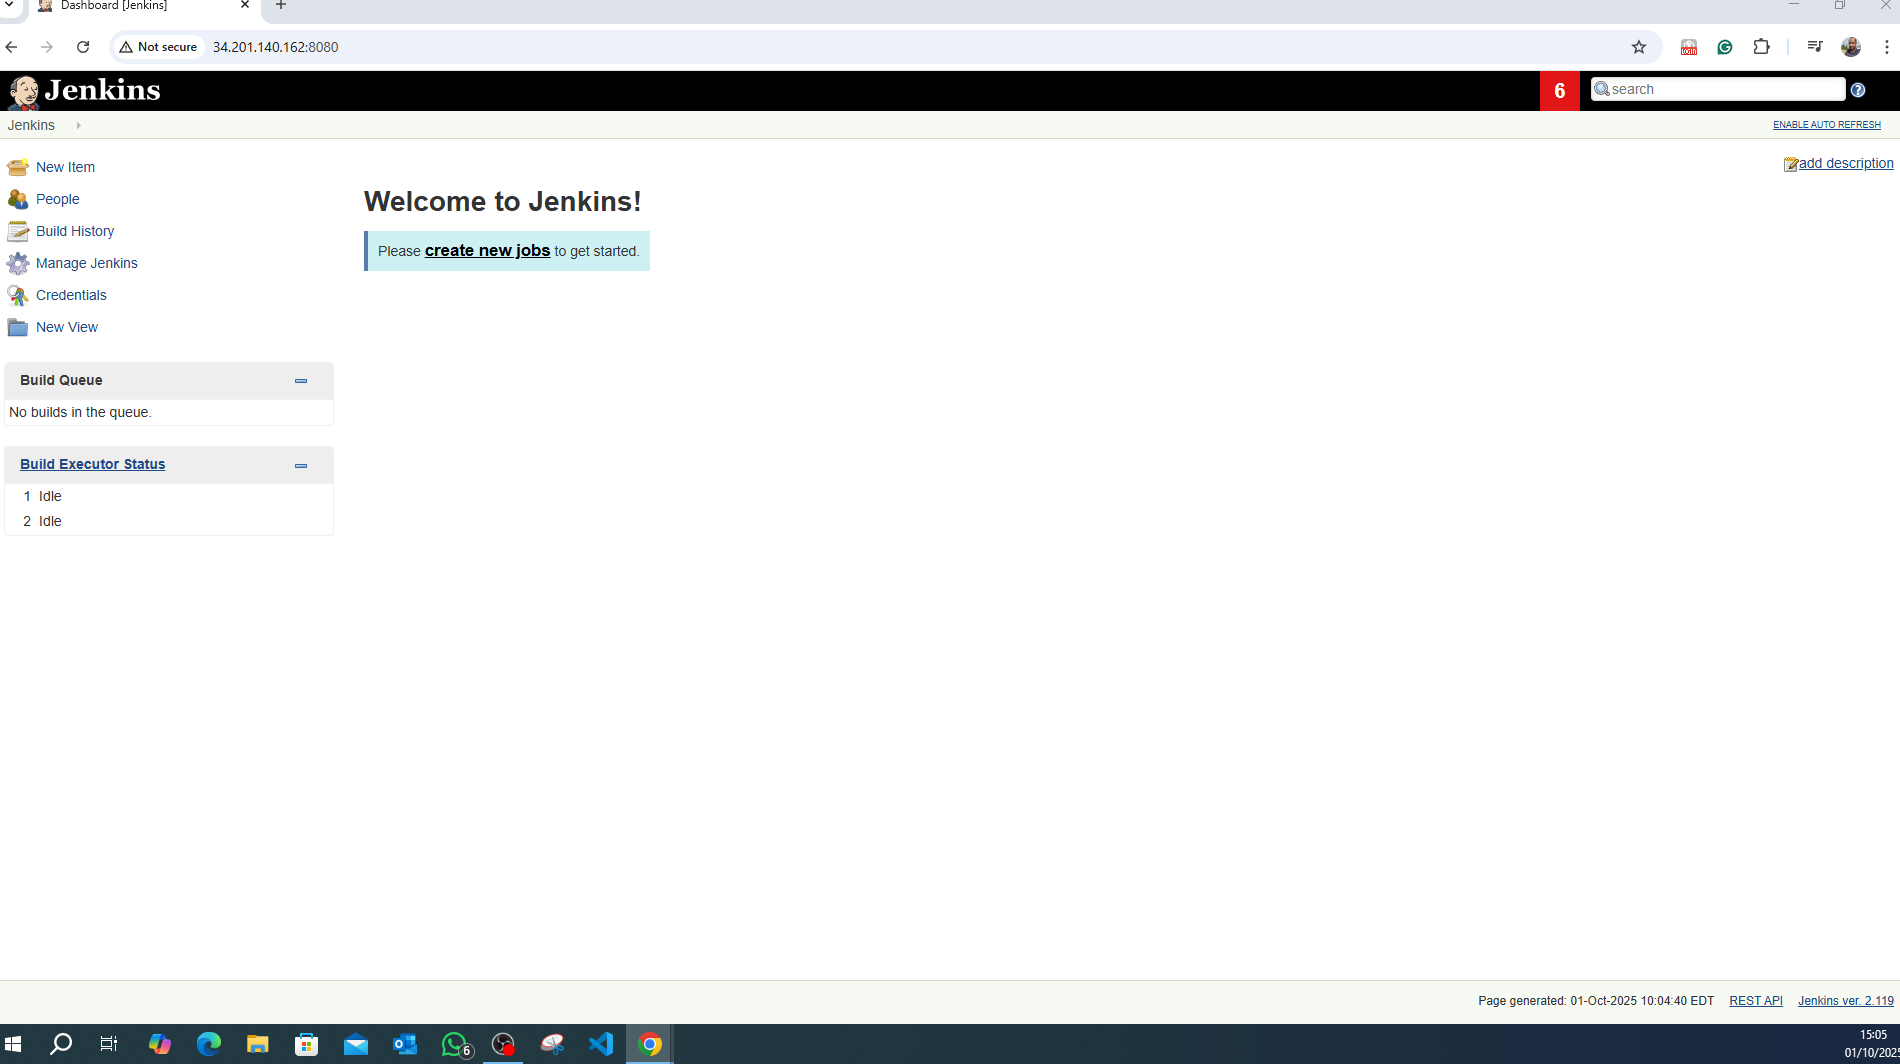 Dashboard [Jenkins]
Not secure
34.201.140.162:8080
LOGIN
Jenkins
6
search
Jenkins
ENABLE AUTO REFRESH
add description
New Item
People
Build History
Manage Jenkins
Credentials
New View
Welcome to Jenkins!
Please create new jobs to get started.
Build Queue
No builds in the queue.
Build Executor Status
1 Idle
2 Idle
Page generated: 01-Oct-2025 10:04:40 EDT
REST API
Jenkins ver. 2.119
6
15:05
01/10/2025